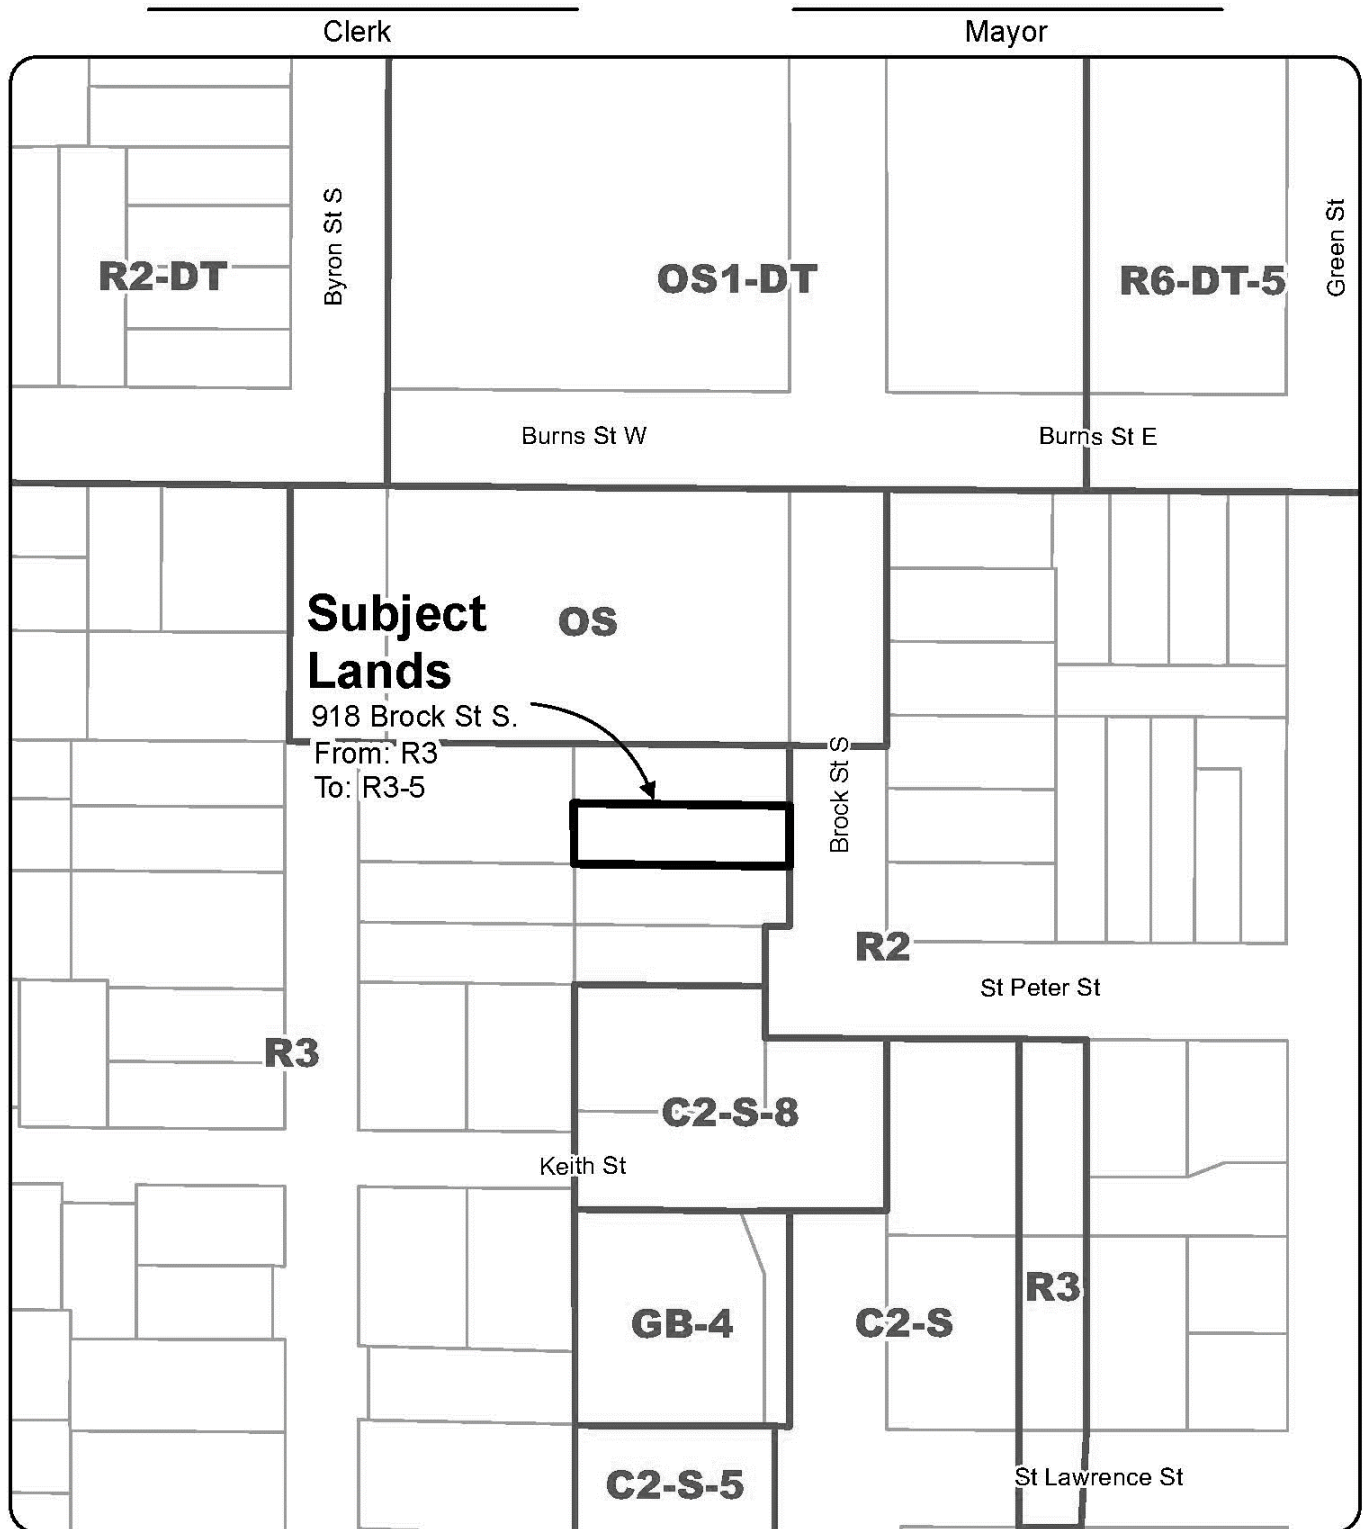 Clerk
Mayor
Byron St S
Green St
R2-DT
OS1-DT
R6-DT-5
Burns St W
Burns St E
Subject
Lands
OS
918 Brock St S.
From: R3
To: R3-5
Brock St S
R2
St Peter St
R3
C2-S-8
Keith St
R3
GB-4
C2-S
C2-S-5
St Lawrence St